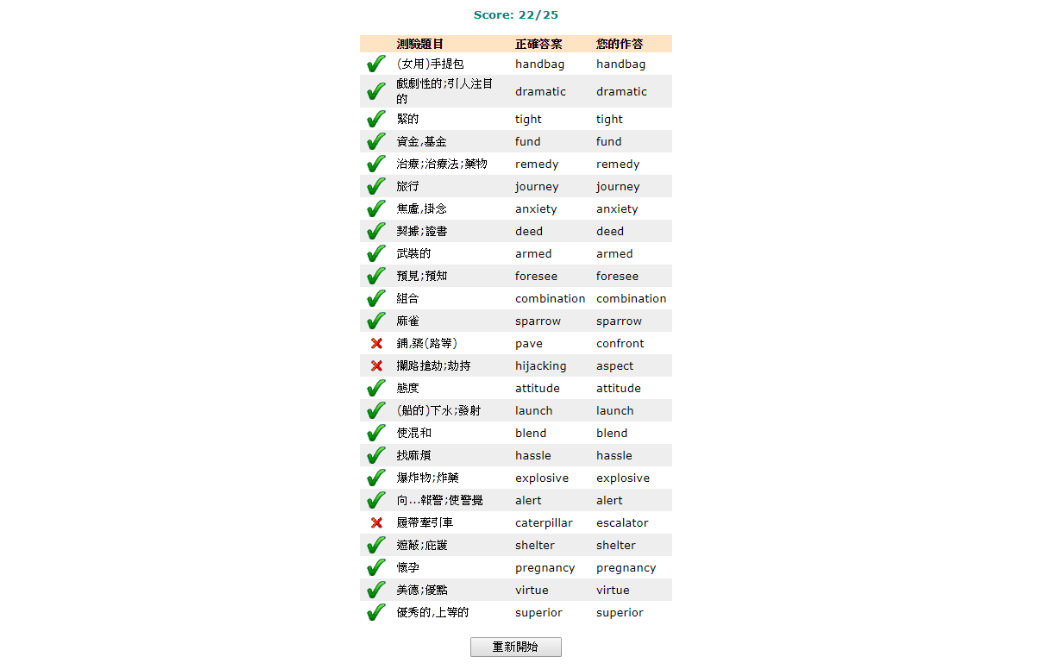 Score: 22/25
測驗題目 正確答案 您的作答
(女用)手提包 handbag handbag
戲劇性的;引人注目
的 dramatic dramatic
緊的 tight tight
資金,基金 fund fund
治療;治療法;藥物 remedy remedy
旅行 journey journey
焦慮,掛念 anxiety anxiety
契據;證書 deed deed
武裝的 armed armed
預見;預知 foresee foresee
組合 combination combination
麻雀 sparrow sparrow
鋪,築(路等) pave confront
攔路搶劫;劫持 hijacking aspect
態度 attitude attitude
(船的)下水;發射 launch launch
使混和 blend blend
找麻煩 hassle hassle
爆炸物;炸藥 explosive explosive
向...報警;使警覺 alert alert
履帶牽引車 caterpillar escalator
遮蔽;庇護 shelter shelter
懷孕 pregnancy pregnancy
美德;優點 virtue virtue
優秀的,上等的 superior superior
重新開始